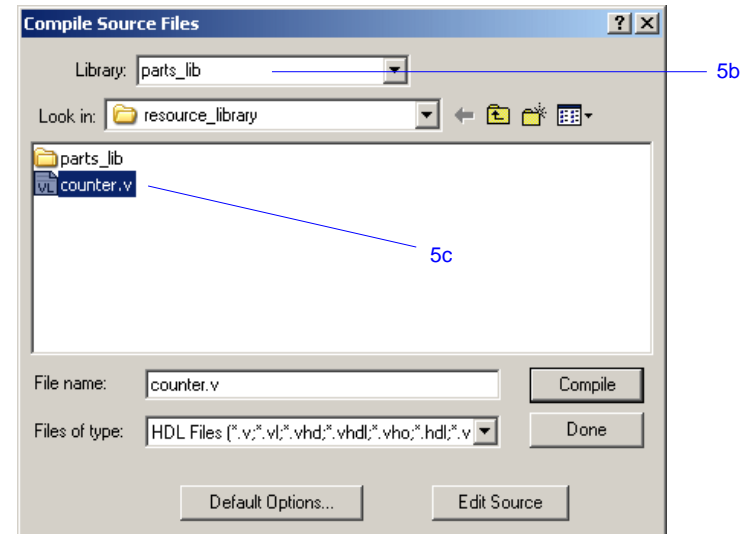 Compile Source Files
Library: parts_lib
5b
Look in: resource_library
parts_lib
counter.v
5c
File name: counter.v Compile
Files of type: HDL Files (*.v;*.vl;*.vhd;*.vhdl;*.vho;*.hdl;*.v Done
Default Options... Edit Source